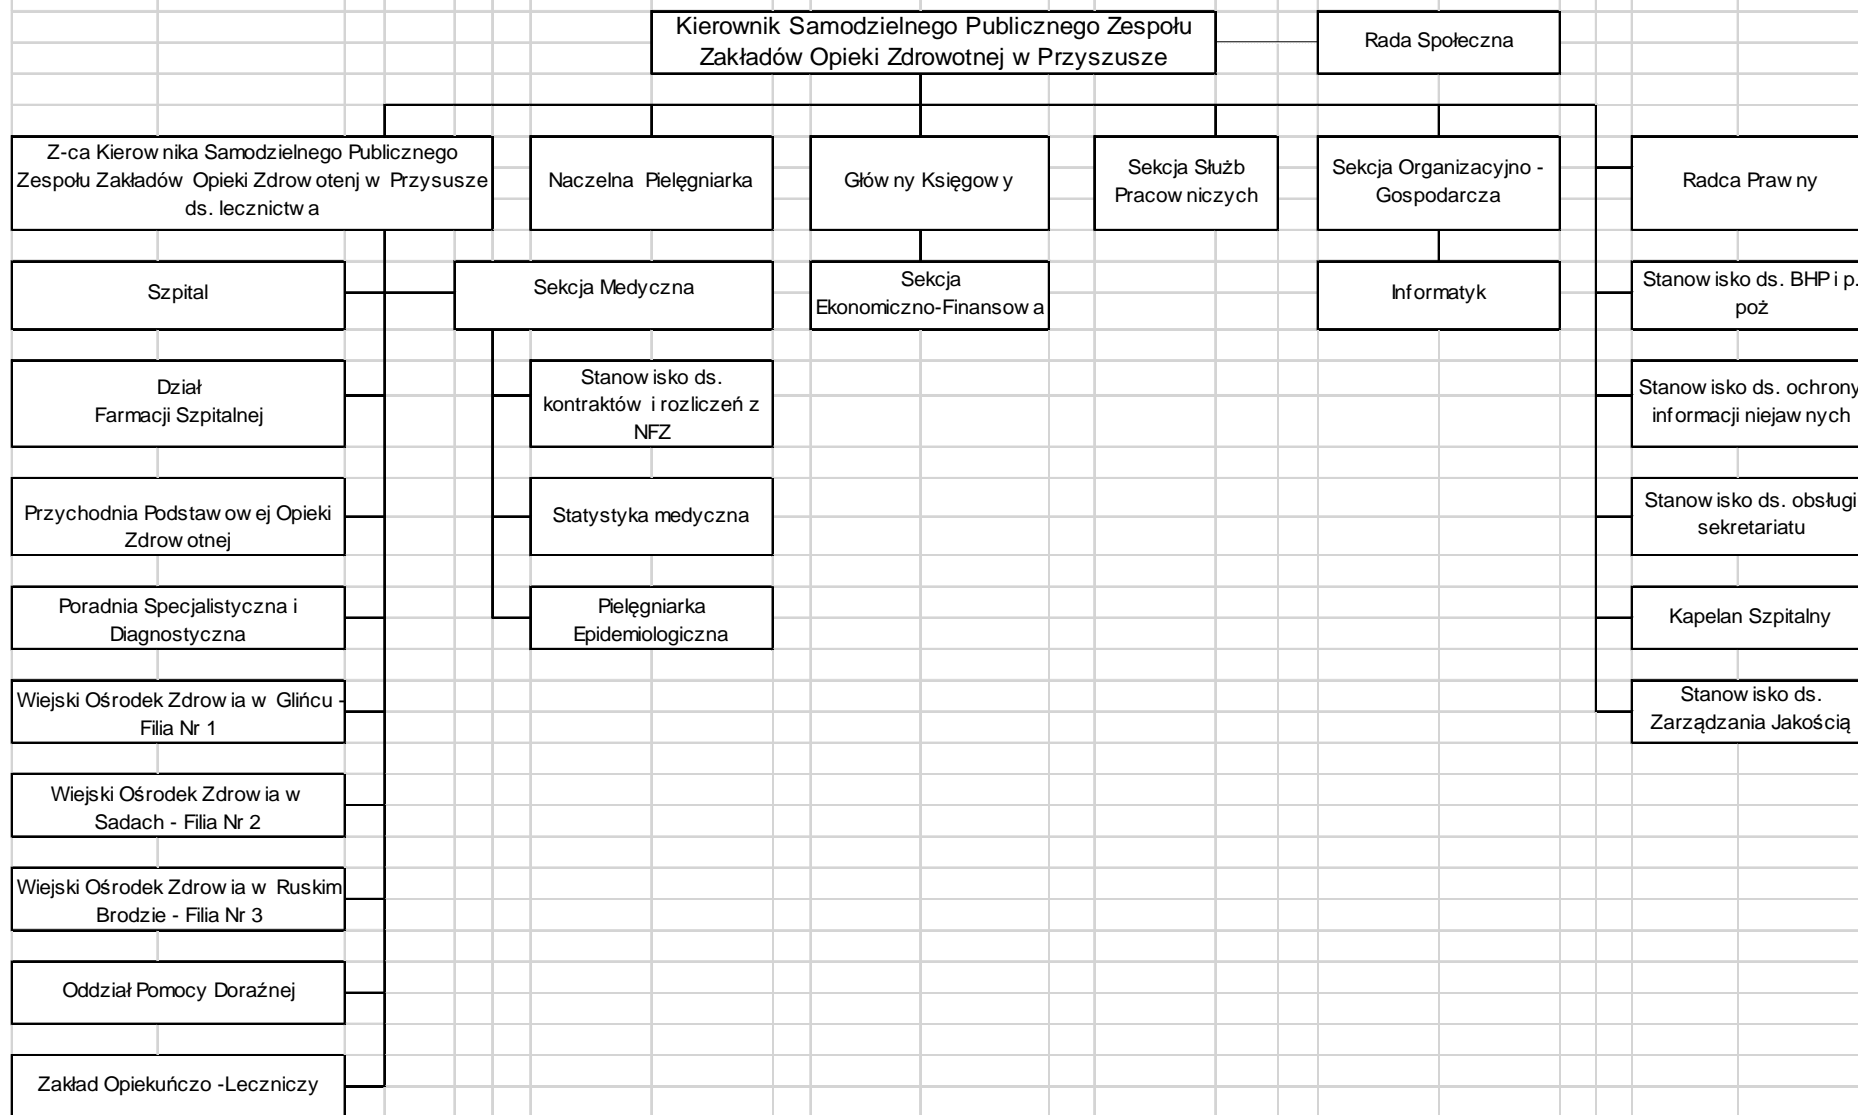 Kierownik Samodzielnego Publicznego Zespołu
Zakładów Opieki Zdrowotnej w Przyszusze
Rada Społeczna
Z-ca Kierownika Samodzielnego Publicznego
Zespołu Zakładów Opieki Zdrowotenj w Przysusze
ds. lecznictwa
Naczelna Pielęgniarka
Główny Księgowy
Sekcja Służb
Pracowniczych
Sekcja Organizacyjno -
Gospodarcza
Radca Prawny
Szpital
Sekcja Medyczna
Sekcja
Ekonomiczno-Finansowa
Informatyk
Stanowisko ds. BHP i p.
poż
Dział
Farmacji Szpitalnej
Stanowisko ds.
kontraktów i rozliczeń z
NFZ
Stanowisko ds. ochrony
informacji niejawnych
Przychodnia Podstawowej Opieki
Zdrowotnej
Statystyka medyczna
Stanowisko ds. obsługi
sekretariatu
Poradnia Specjalistyczna i
Diagnostyczna
Pielęgniarka
Epidemiologiczna
Kapelan Szpitalny
Wiejski Ośrodek Zdrowia w Glińcu -
Filia Nr 1
Stanowisko ds.
Zarządzania Jakością
Wiejski Ośrodek Zdrowia w
Sadach - Filia Nr 2
Wiejski Ośrodek Zdrowia w Ruskim
Brodzie - Filia Nr 3
Oddział Pomocy Doraźnej
Zakład Opiekuńczo -Leczniczy